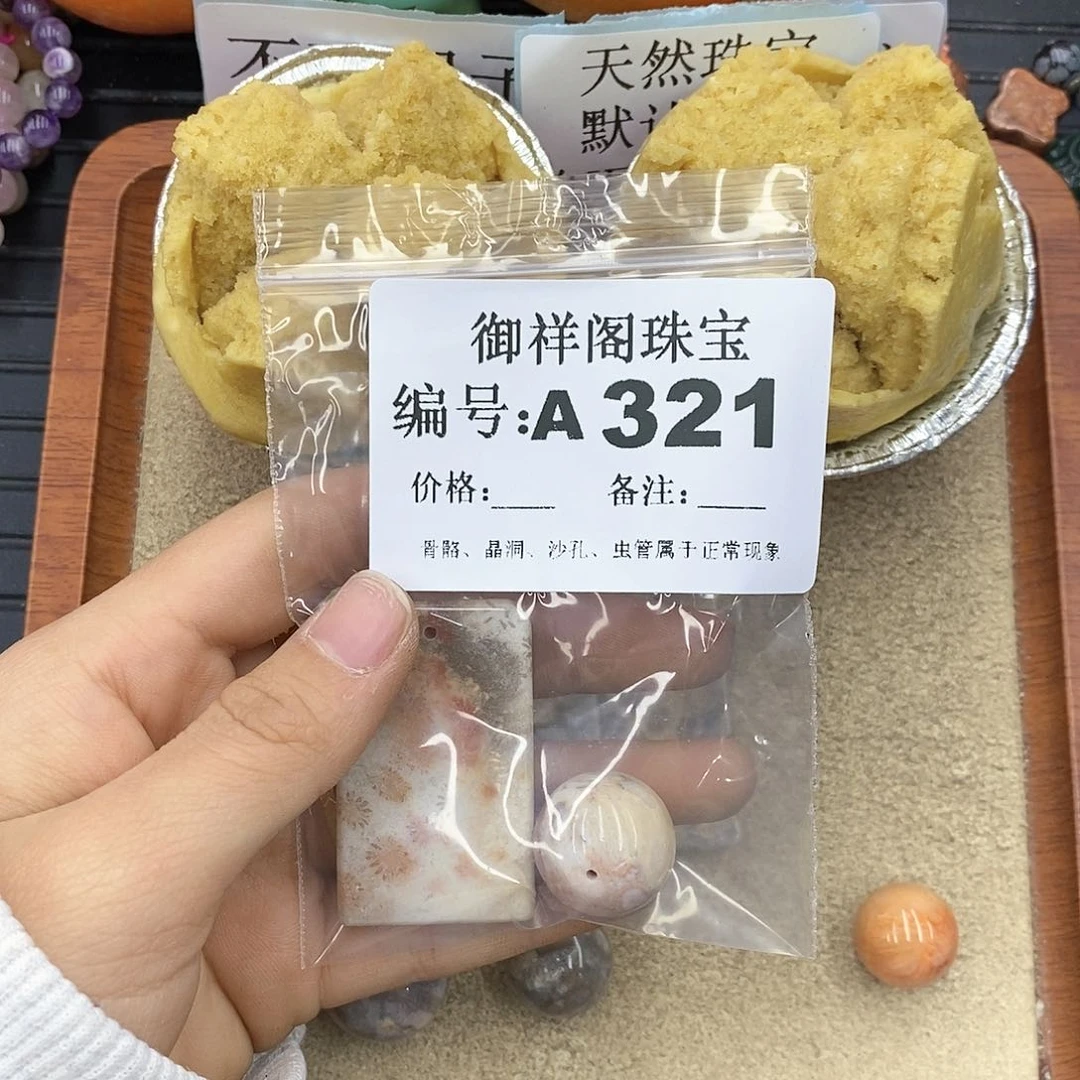 天然珠宝
默认
御祥阁珠宝
编号:A 321
价格:____ 备注:____
骨骼、晶洞、沙孔、虫管属于正常现象